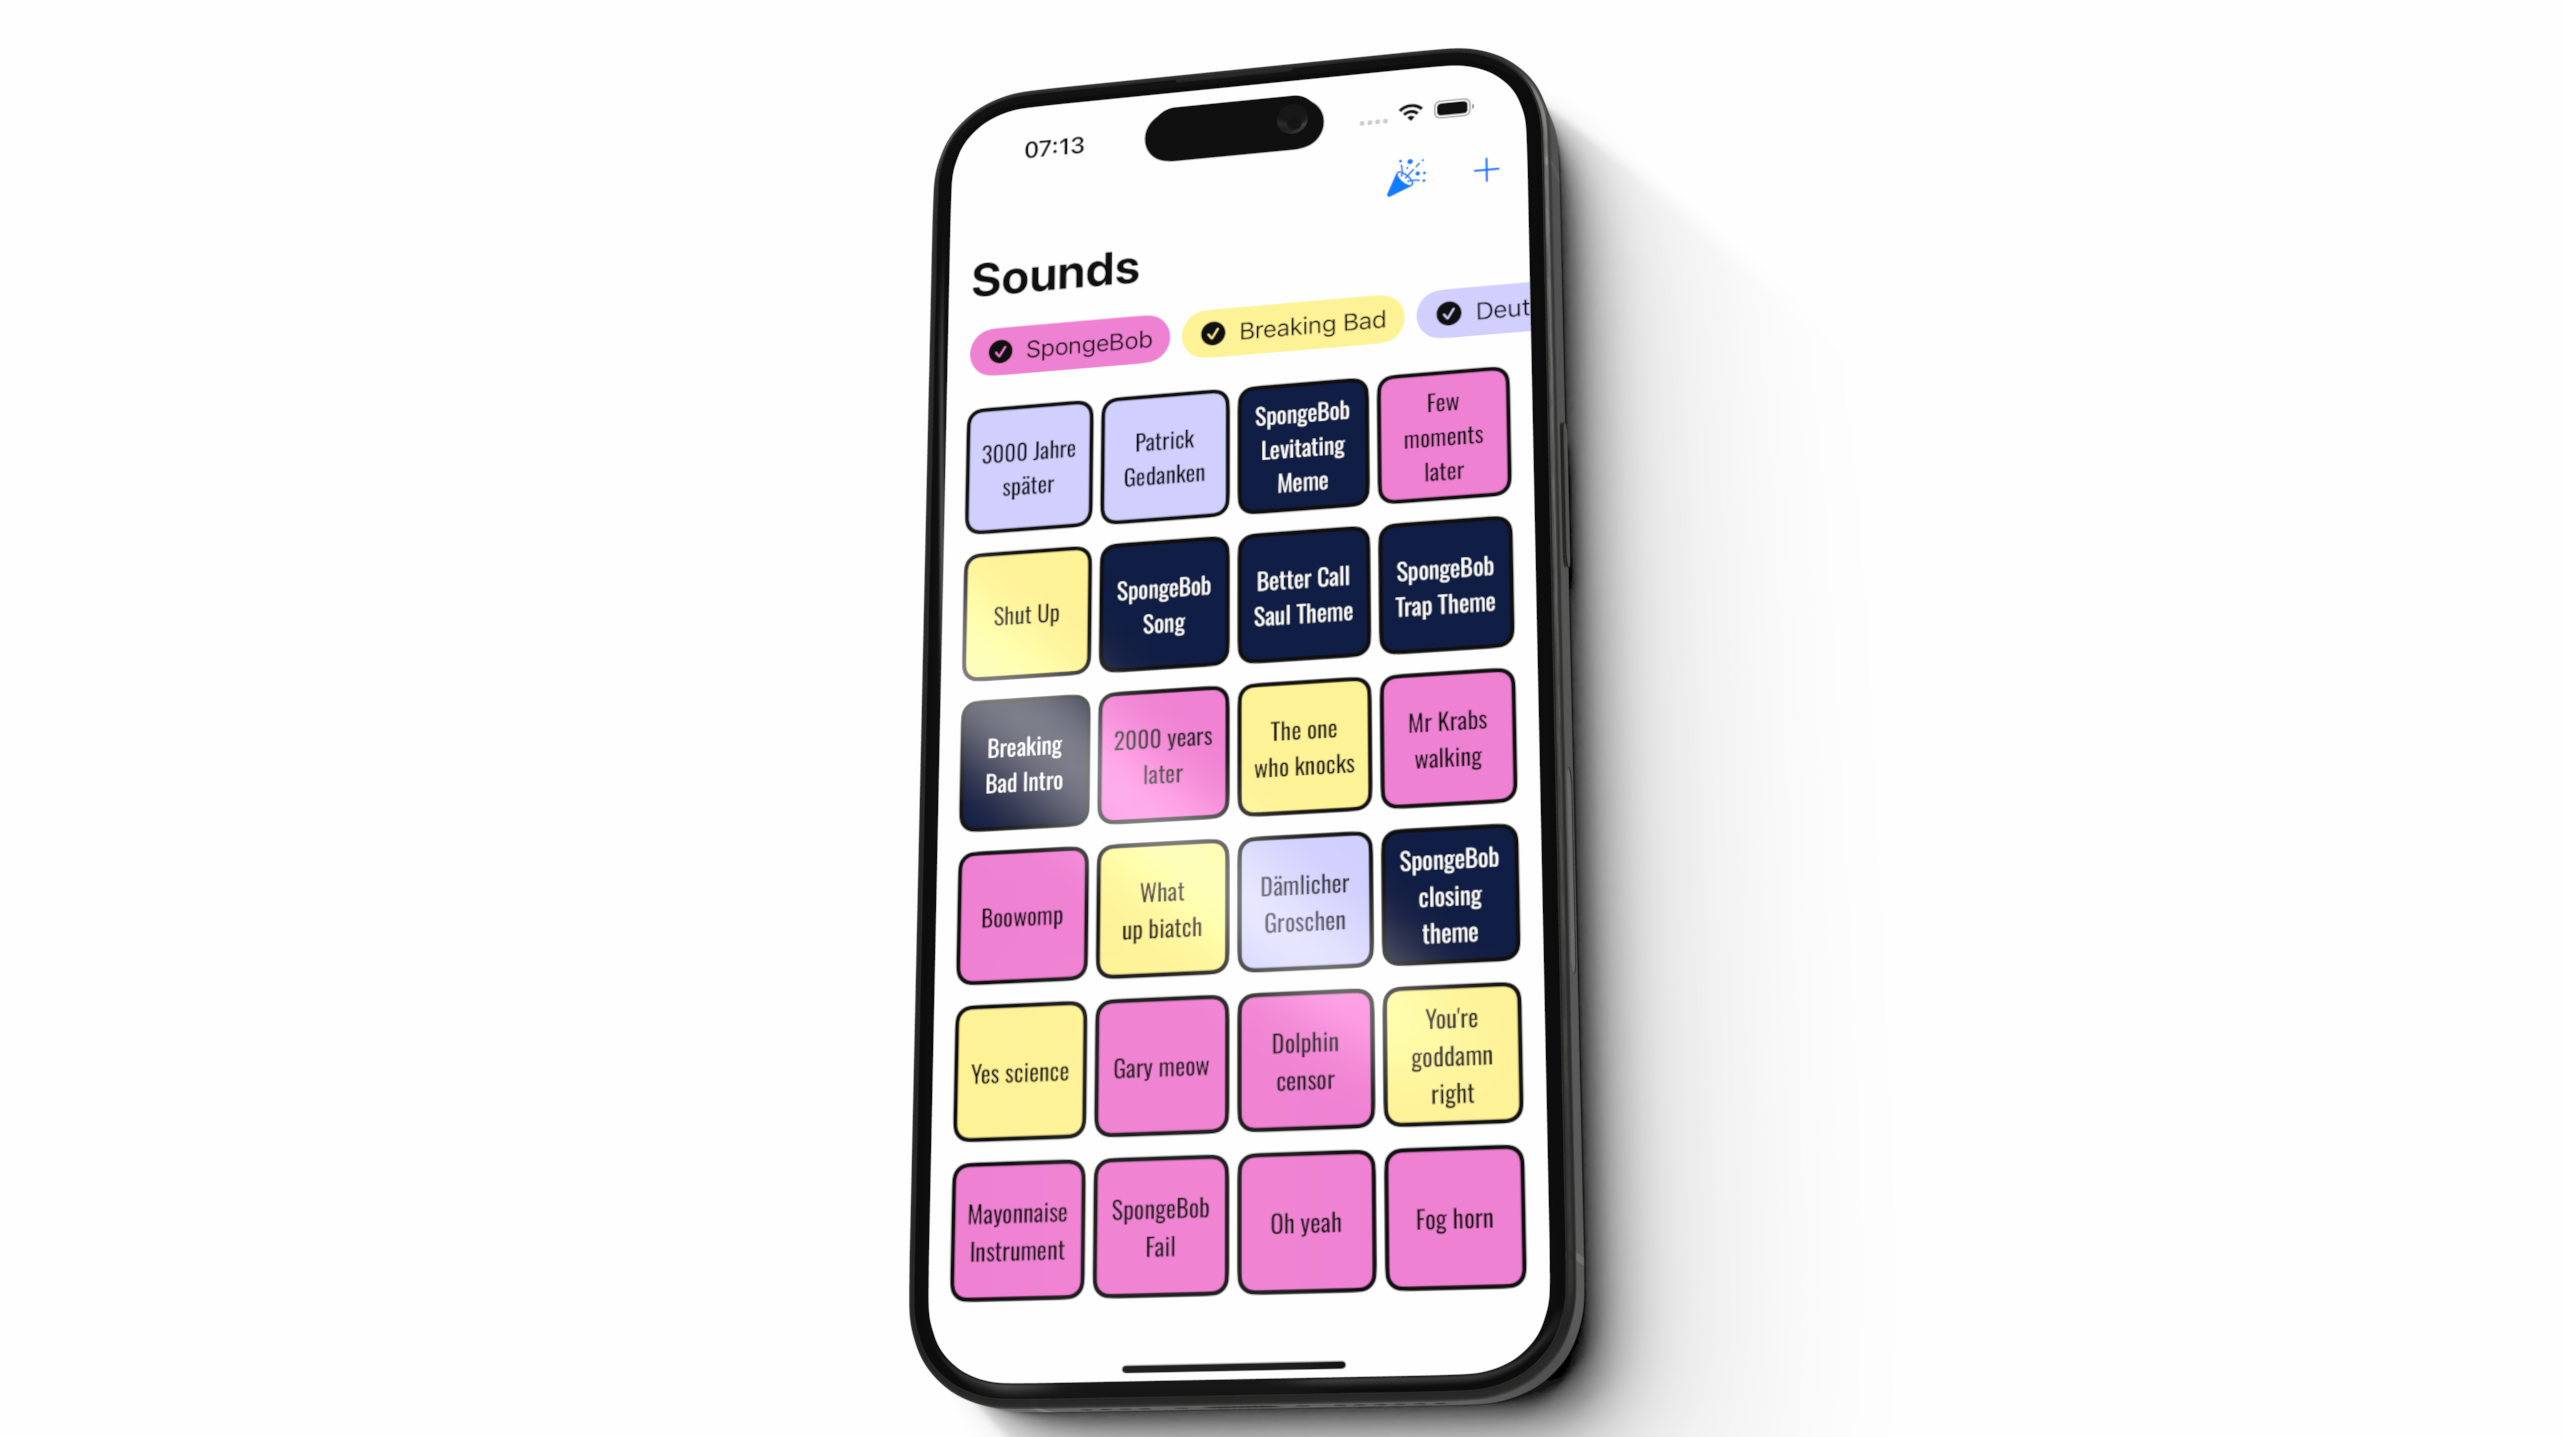 07:13
Sounds
SpongeBob
Breaking Bad
Deut
3000 Jahre
später
Patrick
Gedanken
SpongeBob
Levitating
Meme
Few
moments
later
Shut Up
SpongeBob
Song
Better Call
Saul Theme
SpongeBob
Trap Theme
Breaking
Bad Intro
2000 years
later
The one
who knocks
Mr Krabs
walking
Boowomp
What
up biatch
Dämlicher
Groschen
SpongeBob
closing
theme
Yes science
Gary meow
Dolphin
censor
You're
goddamn
right
Mayonnaise
Instrument
SpongeBob
Fail
Oh yeah
Fog horn